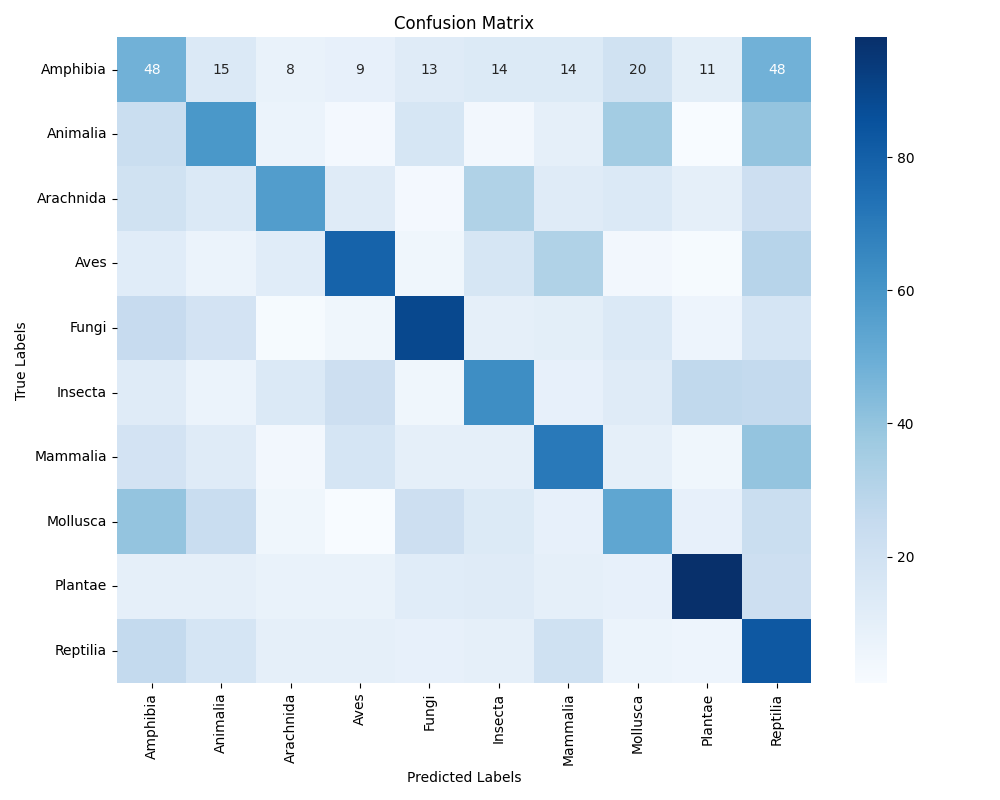 Confusion Matrix
Amphibia 48 15 8 9 13 14 14 20 11 48
Animalia
Arachnida
Aves
Fungi
Insecta
Mammalia
Mollusca
Plantae
Reptilia
True Labels
Amphibia Animalia Arachnida Aves Fungi Insecta Mammalia Mollusca Plantae Reptilia
Predicted Labels
80
60
40
20